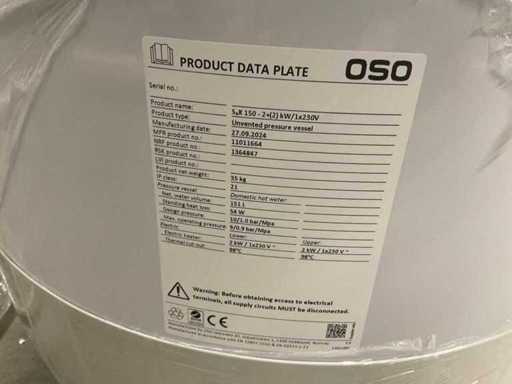 PRODUCT DATA PLATE
OSO
Serial no.:
Product name: SₐX 150 - 2+(2) kW/1x230V
Product type: Unvented pressure vessel
Manufacturing date: 27.09.2024
MFR product no.: 11011664
NRF product no.: 1364847
RSK product no.:
LVI product no.:
Product net weight: 35 kg
IP class: 21
Pressure vessel: Domestic hot water:
Net. water volume: 151 L
Standing heat loss: 54 W
Design pressure: 10/1.0 bar/Mpa
Max. operating pressure: 9/0.9 bar/Mpa
Electric: Lower: Upper:
Electric heater: 2 kW / 1x230 V ~ 2 kW / 1x230 V ~
Thermal cut out: 98°C 98°C
Warning: Before obtaining access to electrical
terminals, all supply circuits MUST be disconnected.